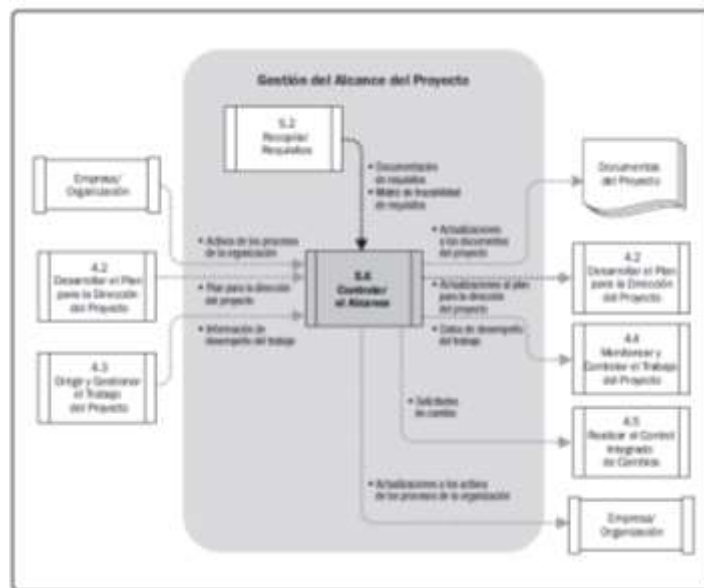 Gestión del Alcance del Proyecto
5.2
Recopilar
Requisitos
Empresa/
Organización
Documentos
del Proyecto
• Documentación
de requisitos
• Matriz de trazabilidad
de requisitos
• Activos de los procesos
de la organización
• Actualizaciones
a los documentos
del proyecto
4.2
Desarrollar el Plan
para la Dirección
del Proyecto
5.6
Controlar
el Alcance
4.2
Desarrollar el Plan
para la Dirección
del Proyecto
• Plan para la dirección
del proyecto
• Actualizaciones al plan
para la dirección
del proyecto
• Información de
desempeño del trabajo
• Datos de desempeño
del trabajo
4.3
Dirigir y Gestionar
el Trabajo
del Proyecto
4.4
Monitorear y
Controlar el Trabajo
del Proyecto
• Solicitudes
de cambio
4.5
Realizar el Control
Integrado
de Cambios
• Actualizaciones a los activos
de los procesos de la organización
Empresa/
Organización